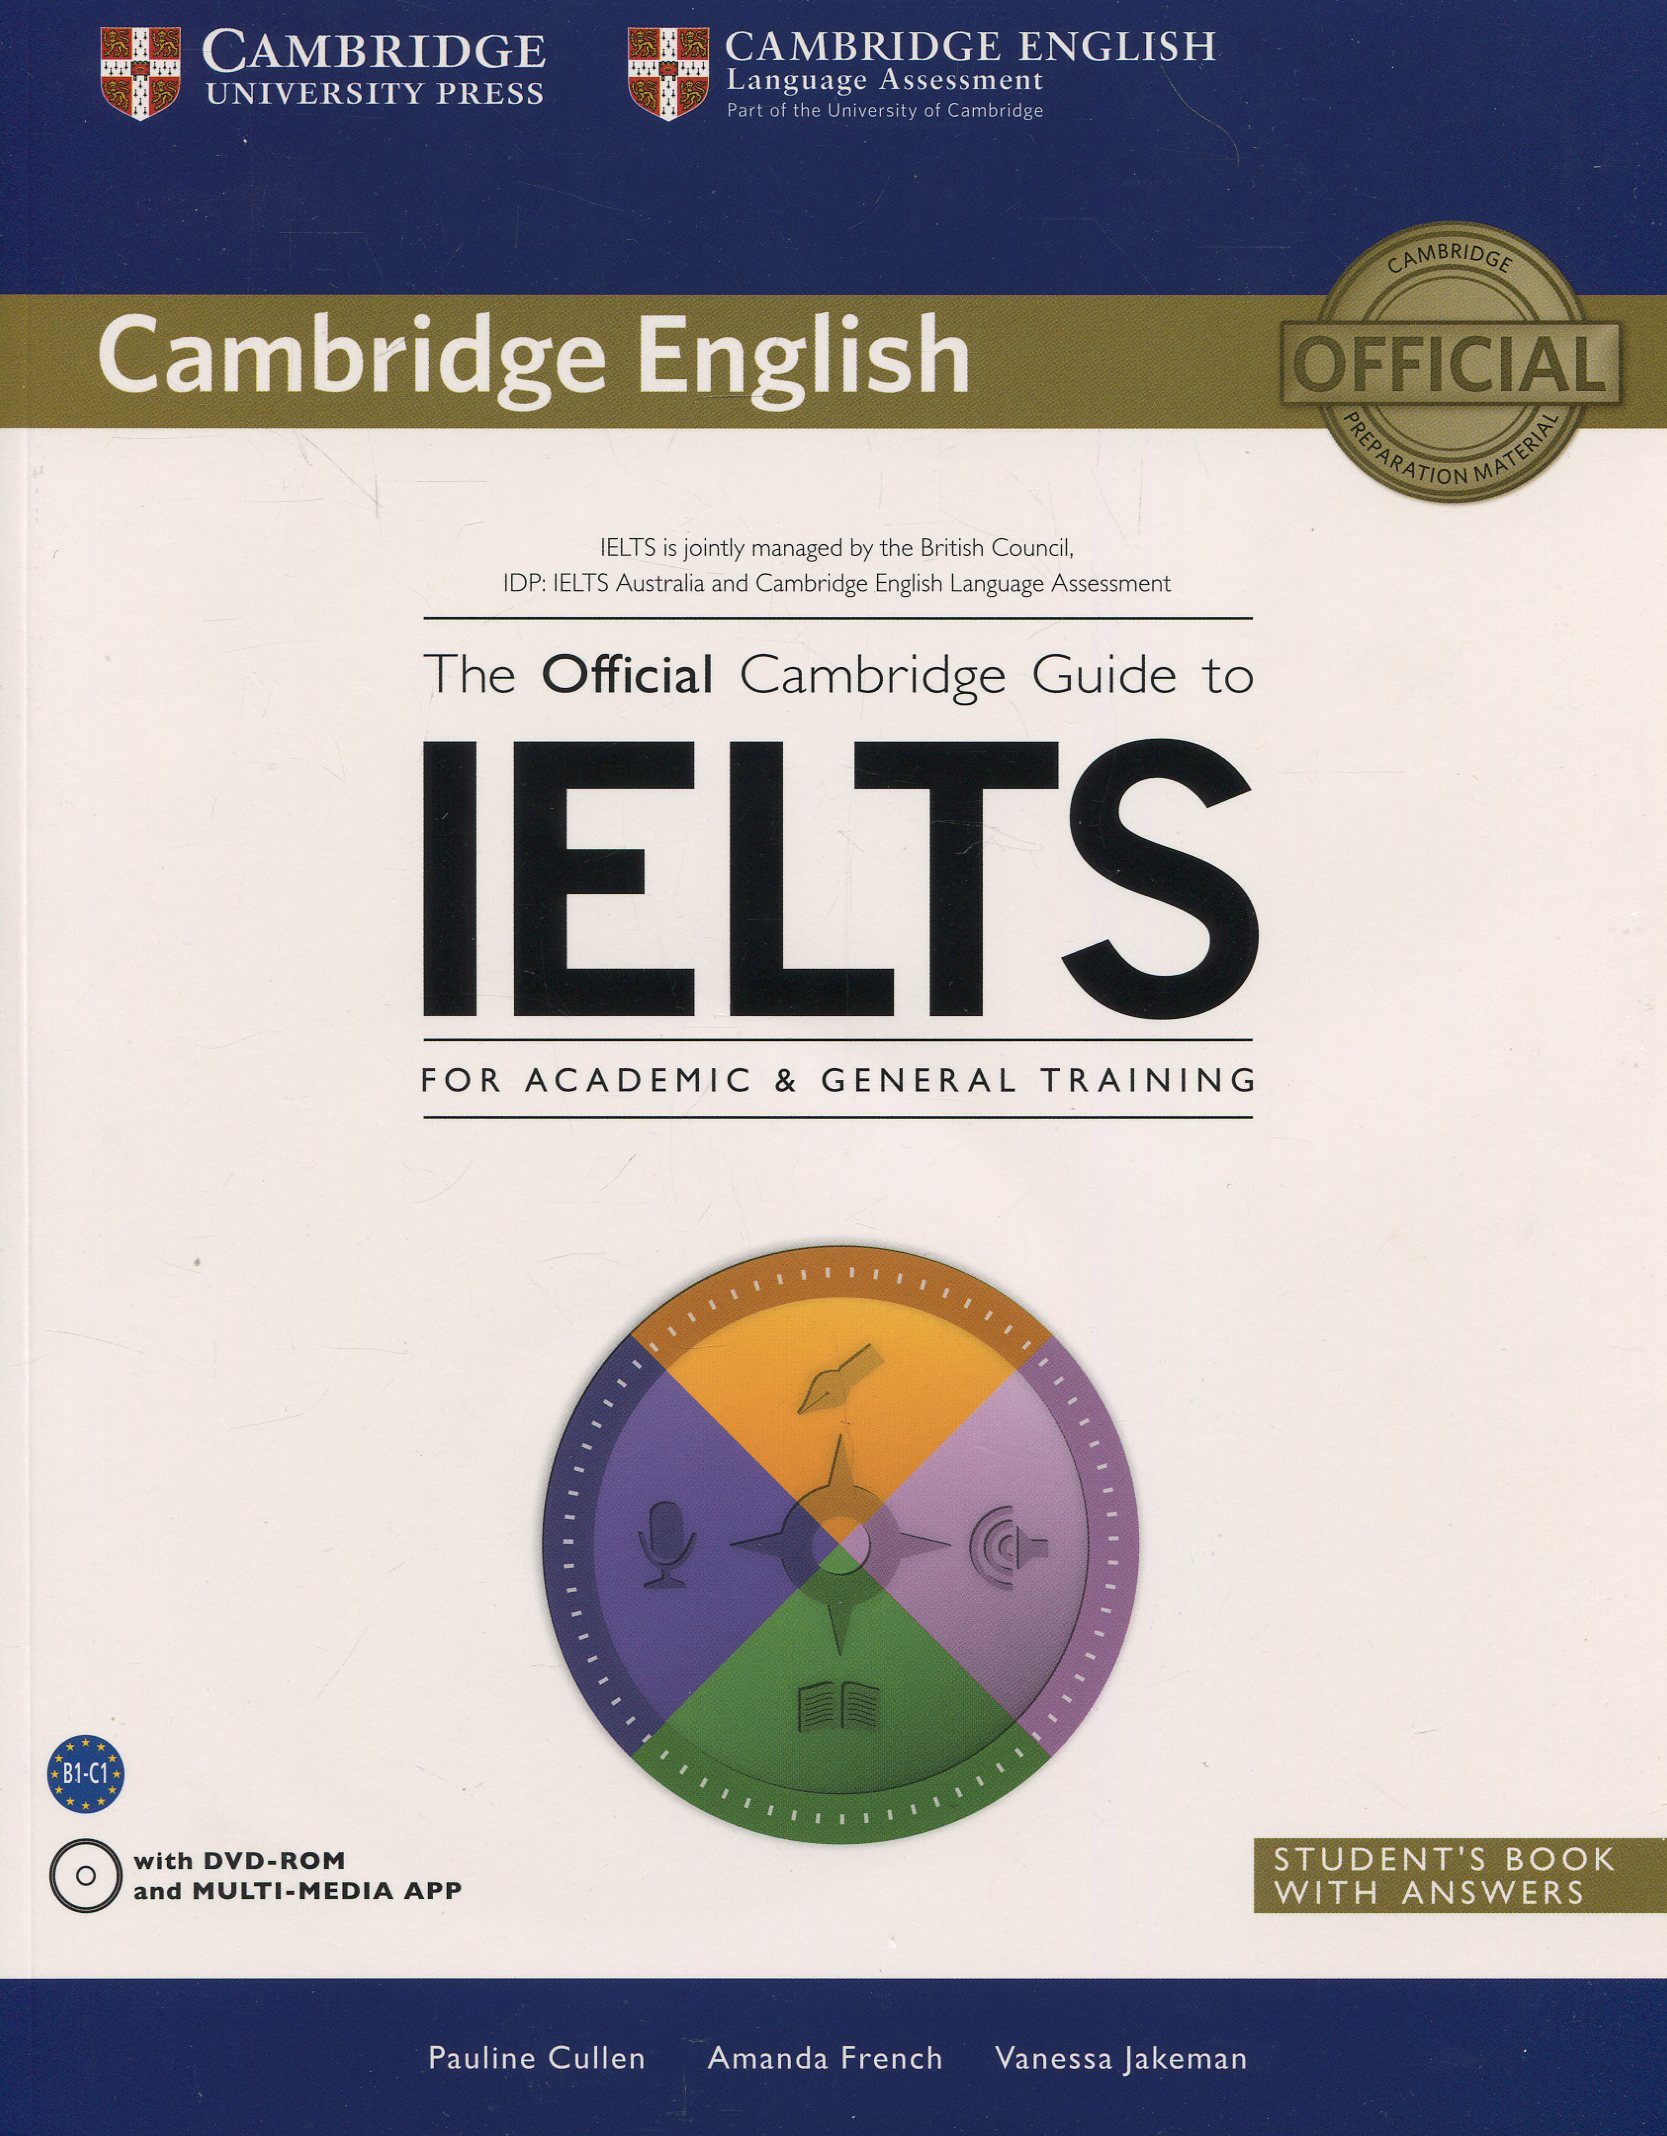 CAMBRIDGE
UNIVERSITY PRESS
CAMBRIDGE ENGLISH
Language Assessment
Part of the University of Cambridge
Cambridge English
CAMBRIDGE
OFFICIAL
PREPARATION MATERIAL
IELTS is jointly managed by the British Council,
IDP: IELTS Australia and Cambridge English Language Assessment
The Official Cambridge Guide to
IELTS
FOR ACADEMIC & GENERAL TRAINING
B1-C1
with DVD-ROM
and MULTI-MEDIA APP
STUDENT'S BOOK
WITH ANSWERS
Pauline Cullen Amanda French Vanessa Jakeman